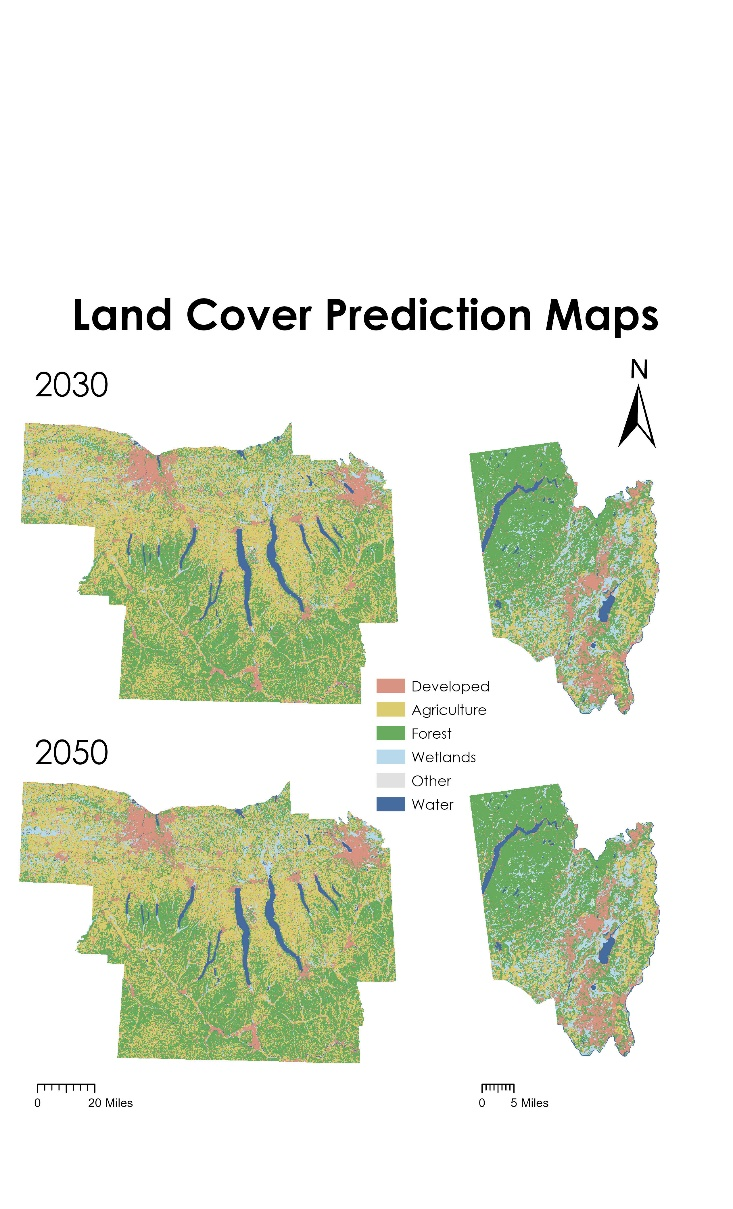 Land Cover Prediction Maps
2030
N
Developed
Agriculture
Forest
Wetlands
Other
Water
2050
0 20 Miles
0 5 Miles